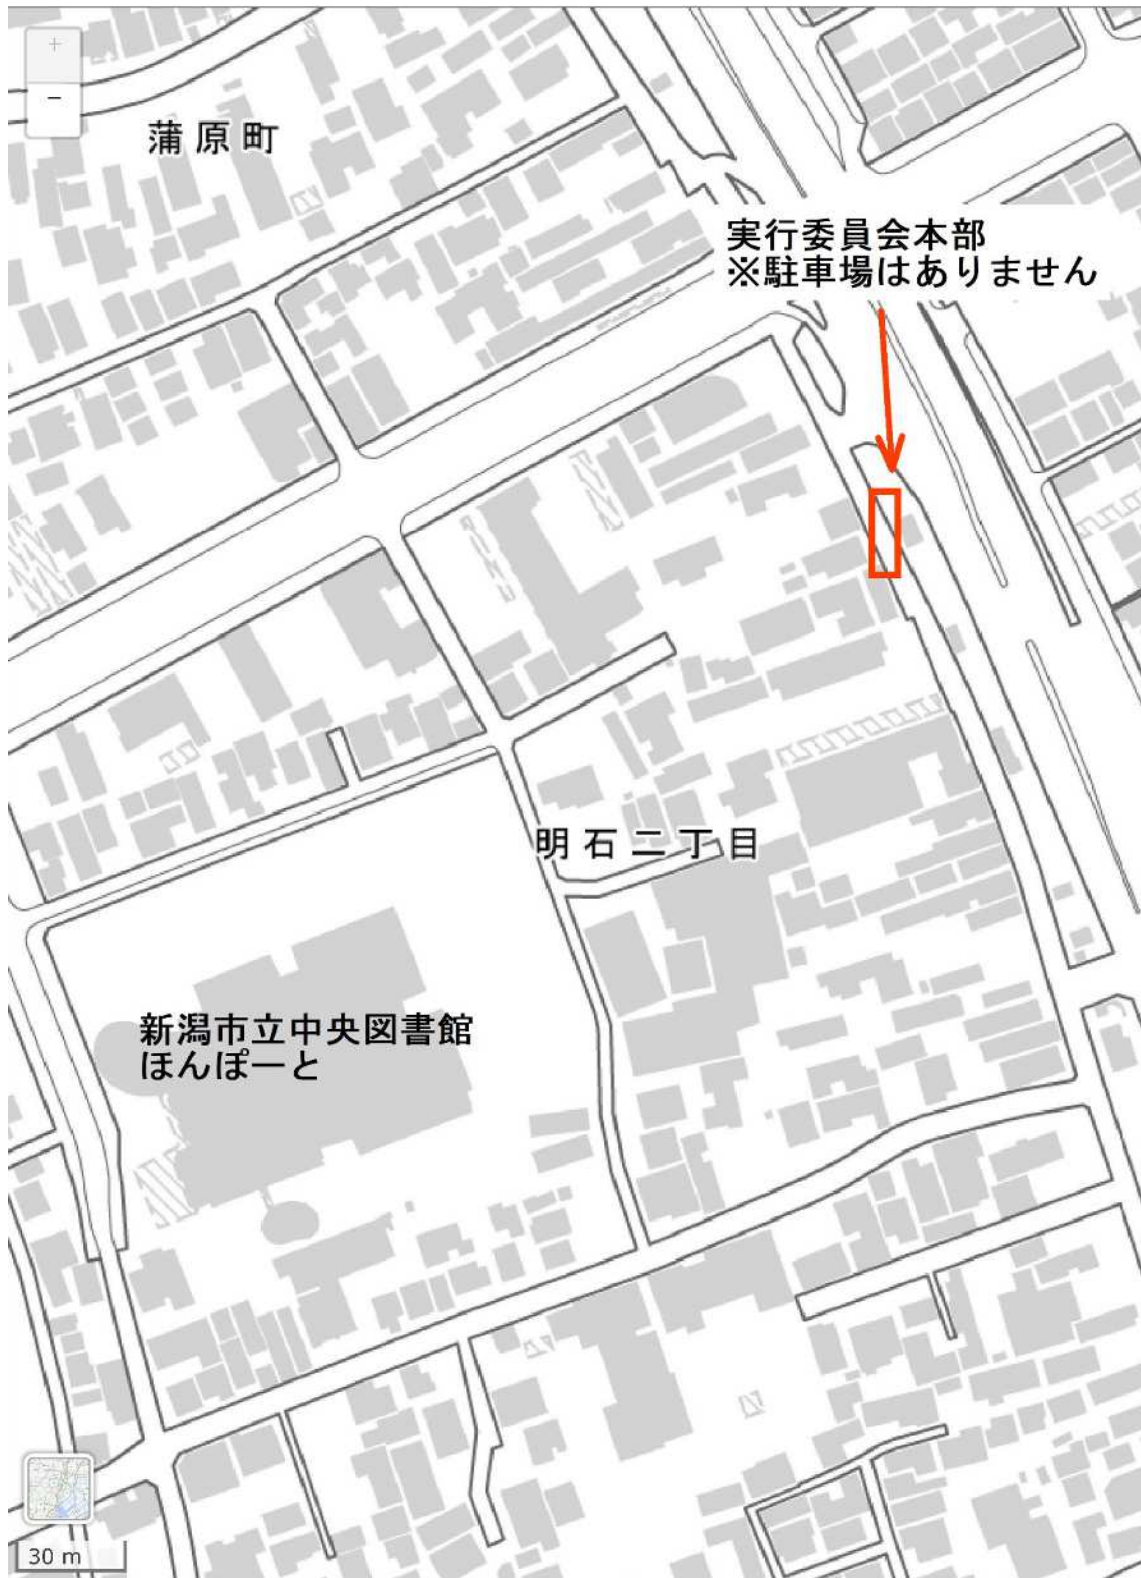 +
−
蒲原町
実行委員会本部
※駐車場はありません
明石二丁目
新潟市立中央図書館
ほんぽーと
30 m